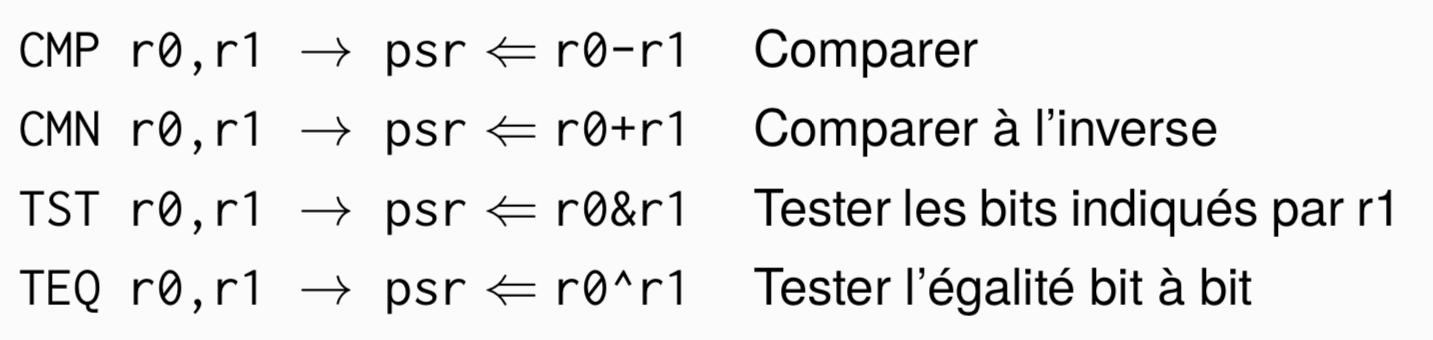 CMP r0,r1 → psr ⇐ r0-r1 Comparer
CMN r0,r1 → psr ⇐ r0+r1 Comparer à l'inverse
TST r0,r1 → psr ⇐ r0&r1 Tester les bits indiqués par r1
TEQ r0,r1 → psr ⇐ r0^r1 Tester l'égalité bit à bit